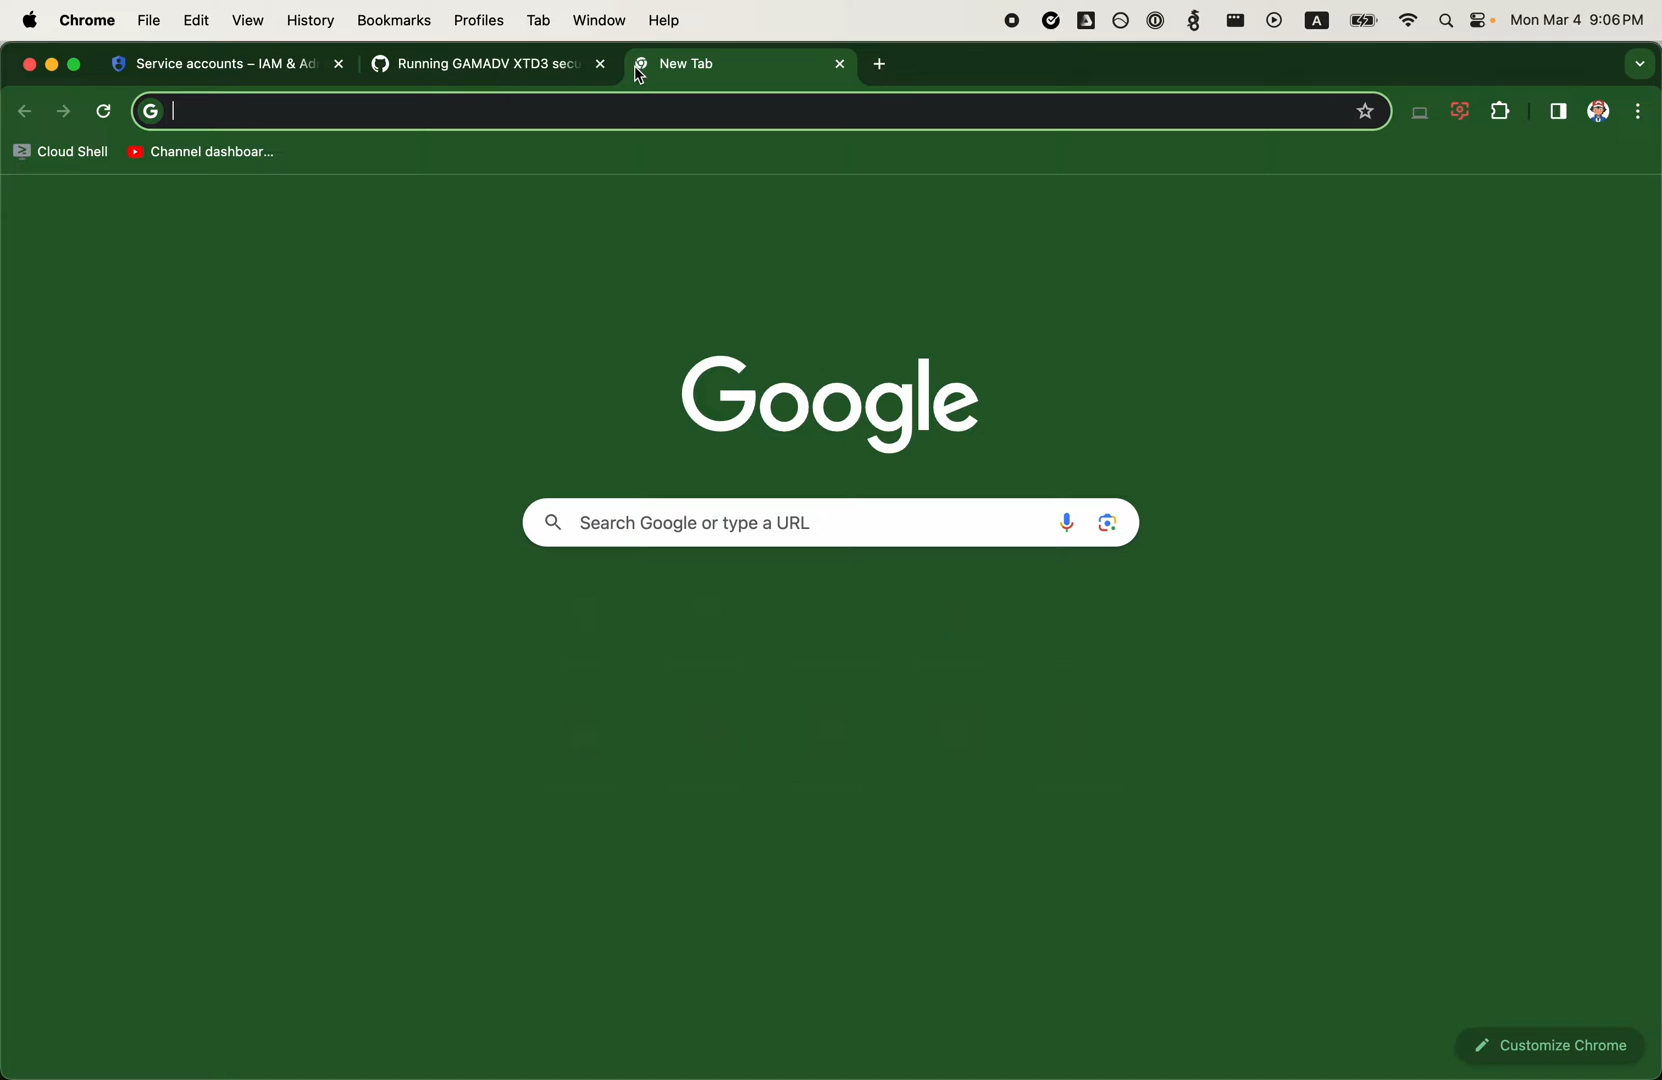 Chrome File Edit View History Bookmarks Profiles Tab Window Help A Mon Mar 4 9:06 PM
Service accounts – IAM & Ad Running GAMADV XTD3 secu New Tab
G
Cloud Shell Channel dashboar...
Google
Search Google or type a URL
Customize Chrome